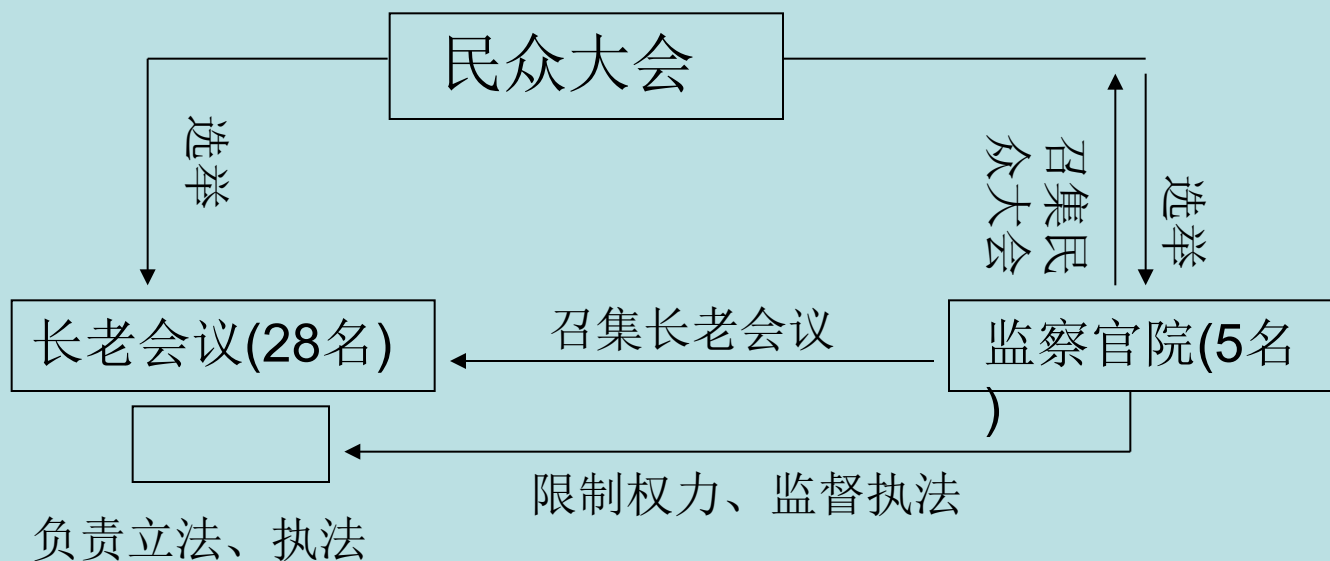 民众大会
选举
召集民
众大会
选举
长老会议(28名)
召集长老会议
监察官院(5名
)
限制权力、监督执法
负责立法、执法